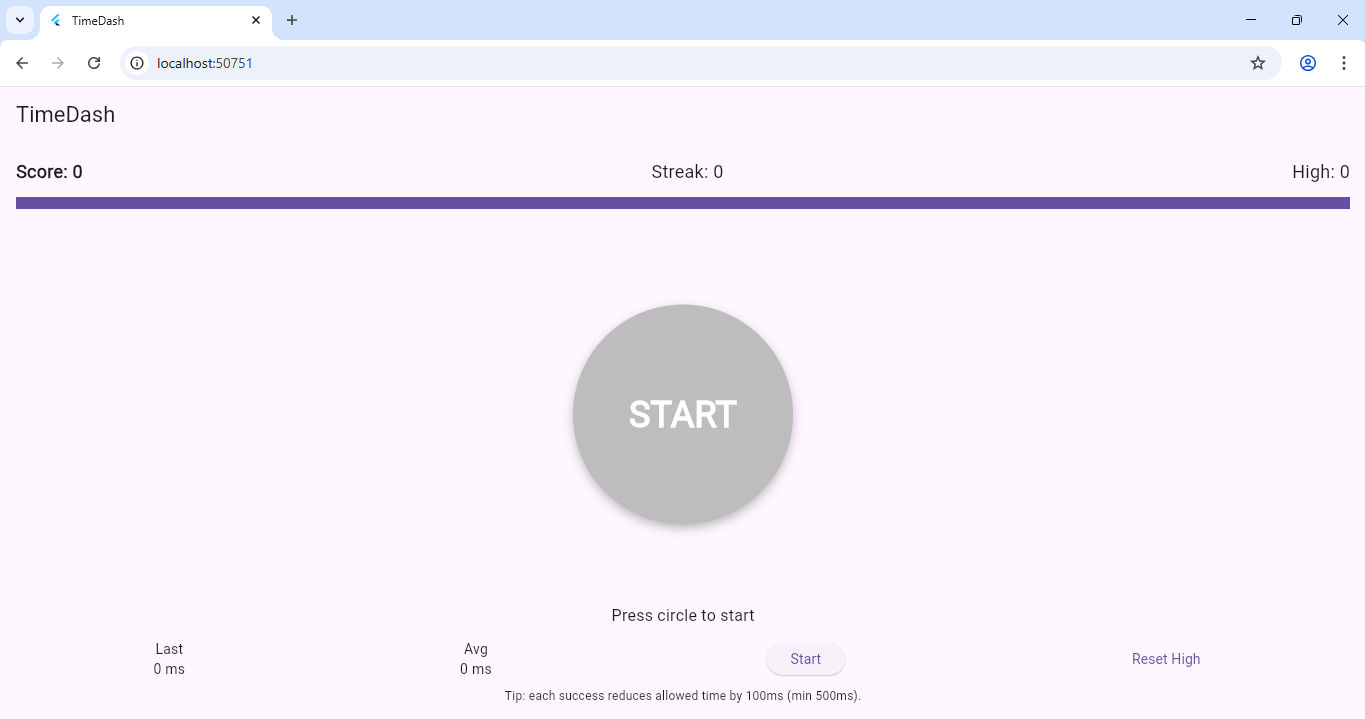 TimeDash
localhost:50751
TimeDash
Score: 0 Streak: 0 High: 0
START
Press circle to start
Last Avg
0 ms 0 ms Start Reset High
Tip: each success reduces allowed time by 100ms (min 500ms).